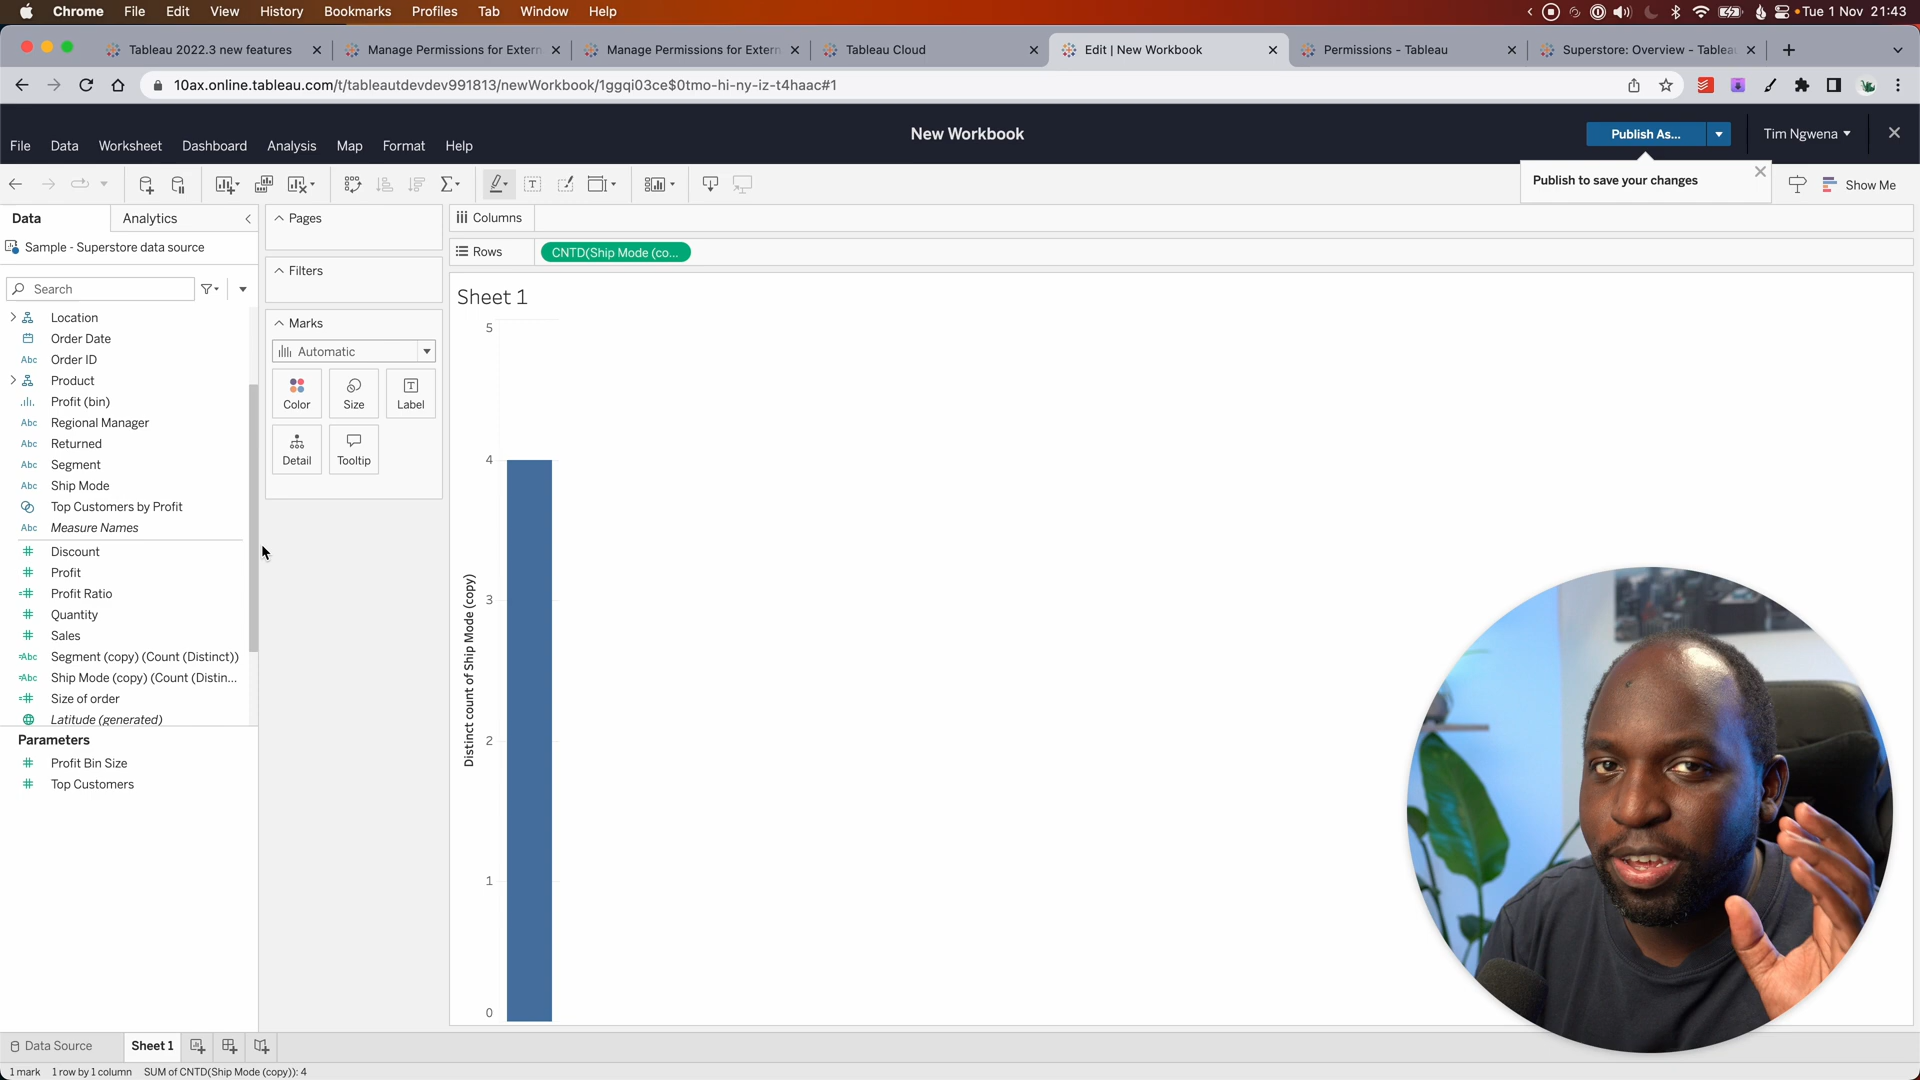 Chrome File Edit View History Bookmarks Profiles Tab Window Help
Tue 1 Nov 21:43
Tableau 2022.3 new features
Manage Permissions for Extern
Manage Permissions for Extern
Tableau Cloud
Edit | New Workbook
Permissions - Tableau
Superstore: Overview - Tableau
10ax.online.tableau.com/t/tableautdevdev991813/newWorkbook/1ggqi03ce$0tmo-hi-ny-iz-t4haac#1
New Workbook
Publish As...
Tim Ngwena
File Data Worksheet Dashboard Analysis Map Format Help
Publish to save your changes
Show Me
Data
Analytics
Sample - Superstore data source
Search
Location
Order Date
Abc Order ID
Product
Profit (bin)
Abc Regional Manager
Abc Returned
Abc Segment
Abc Ship Mode
Top Customers by Profit
Abc Measure Names
# Discount
# Profit
=# Profit Ratio
# Quantity
# Sales
=Abc Segment (copy) (Count (Distinct))
=Abc Ship Mode (copy) (Count (Distin...
=# Size of order
Latitude (generated)
Parameters
# Profit Bin Size
# Top Customers
Pages
Filters
Marks
Automatic
Color
Size
T
Label
Detail
Tooltip
Columns
Rows
CNTD(Ship Mode (co...
Sheet 1
5
4
3
2
1
0
Distinct count of Ship Mode (copy)
Data Source
Sheet 1
1 mark 1 row by 1 column SUM of CNTD(Ship Mode (copy)): 4